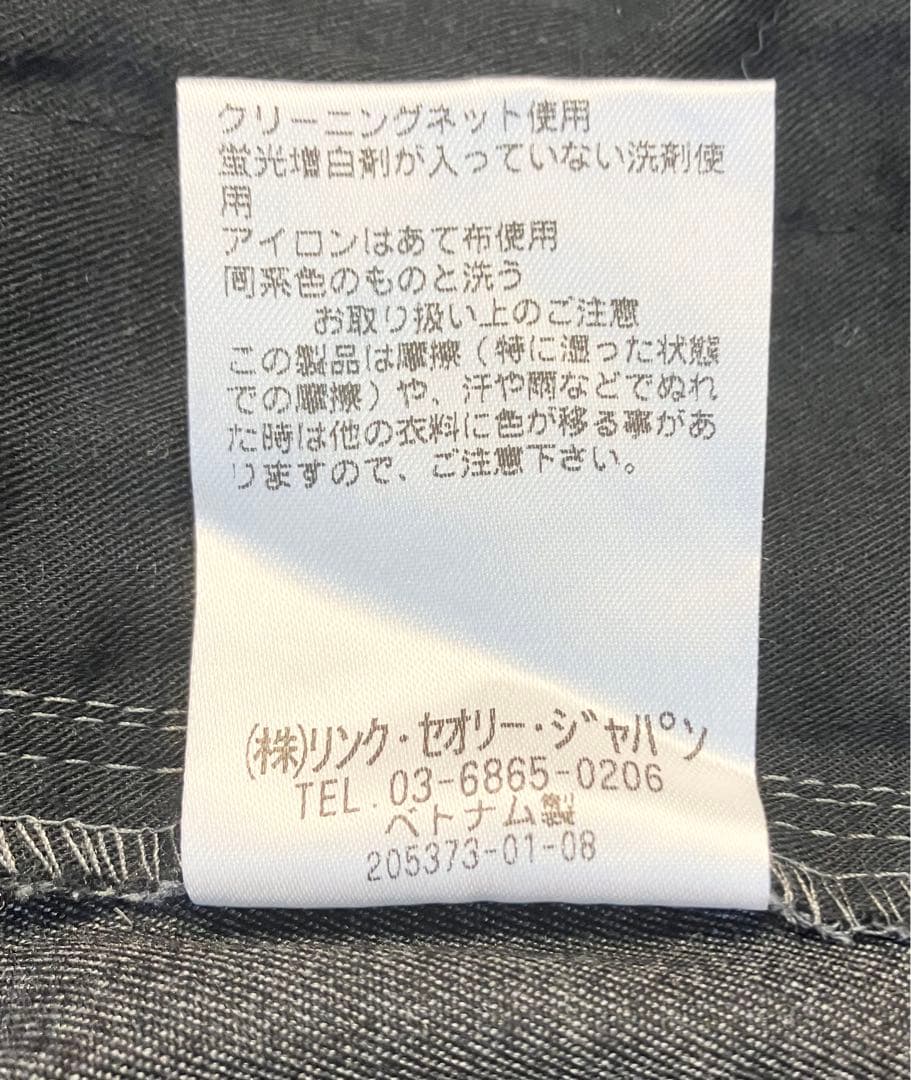 クリーニングネット使用
蛍光増白剤が入っていない洗剤使
用
アイロンはあて布使用
同系色のものと洗う
お取り扱い上のご注意
この製品は摩擦(特に湿った状態
での摩擦)や、汗や雨などでぬれ
た時は他の衣料に色が移る事があ
りますので、ご注意下さい。
(株)リンク・セオリー・ジャパン
TEL.03-6865-0206
ベトナム製
205373-01-08